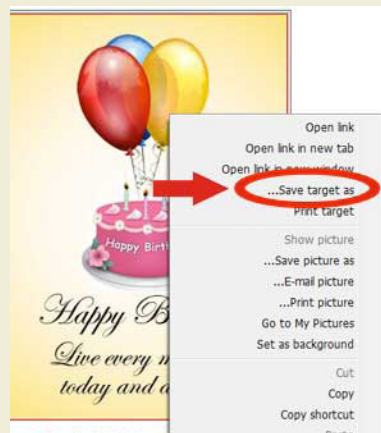 Happy Birth
Happy B
Live every
today and
Open link
Open link in new tab
Open link in new window
...Save target as
Print target
Show picture
...Save picture as
...E-mail picture
...Print picture
Go to My Pictures
Set as background
Cut
Copy
Copy shortcut